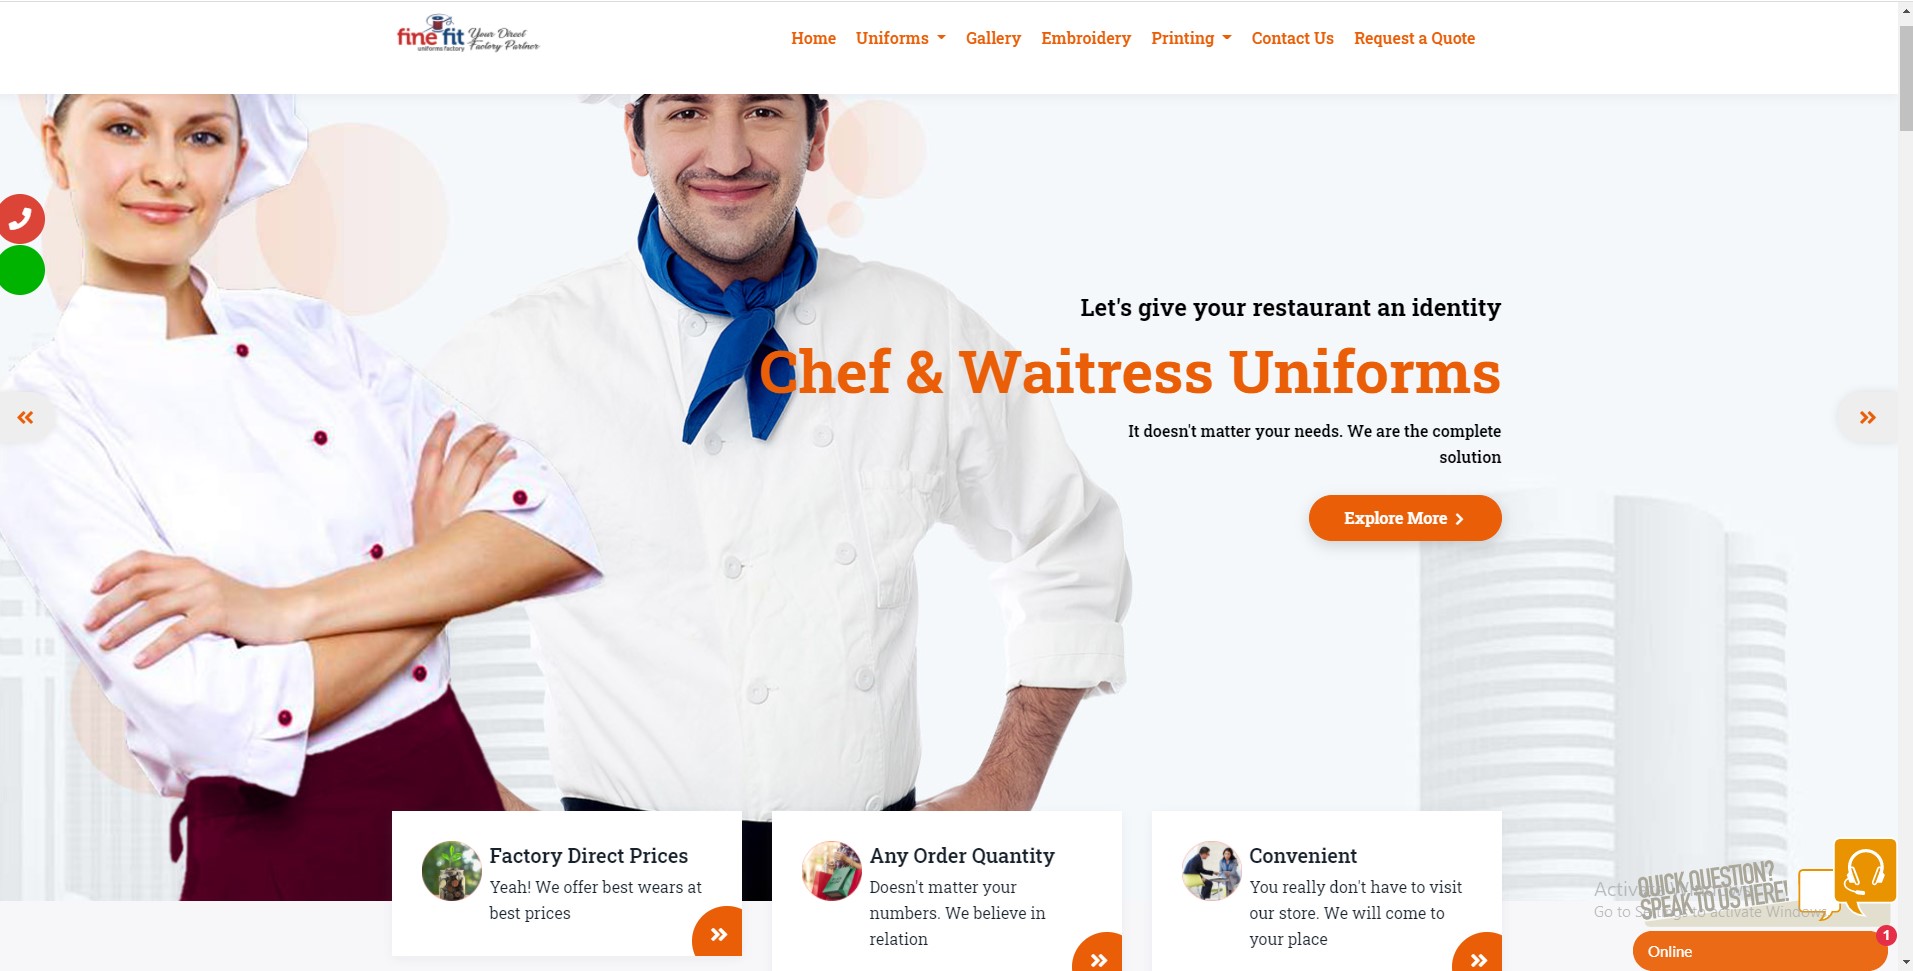 fine fit
uniforms factory
Your Direct
Factory Partner
Home Uniforms Gallery Embroidery Printing Contact Us Request a Quote
Let's give your restaurant an identity
Chef & Waitress Uniforms
It doesn't matter your needs. We are the complete
solution
Explore More
Factory Direct Prices
Yeah! We offer best wears at
best prices
Any Order Quantity
Doesn't matter your
numbers. We believe in
relation
Convenient
You really don't have to visit
our store. We will come to
your place
QUICK QUESTION?
SPEAK TO US HERE!
Activate Windows
Go to Settings to activate Windows.
1
Online